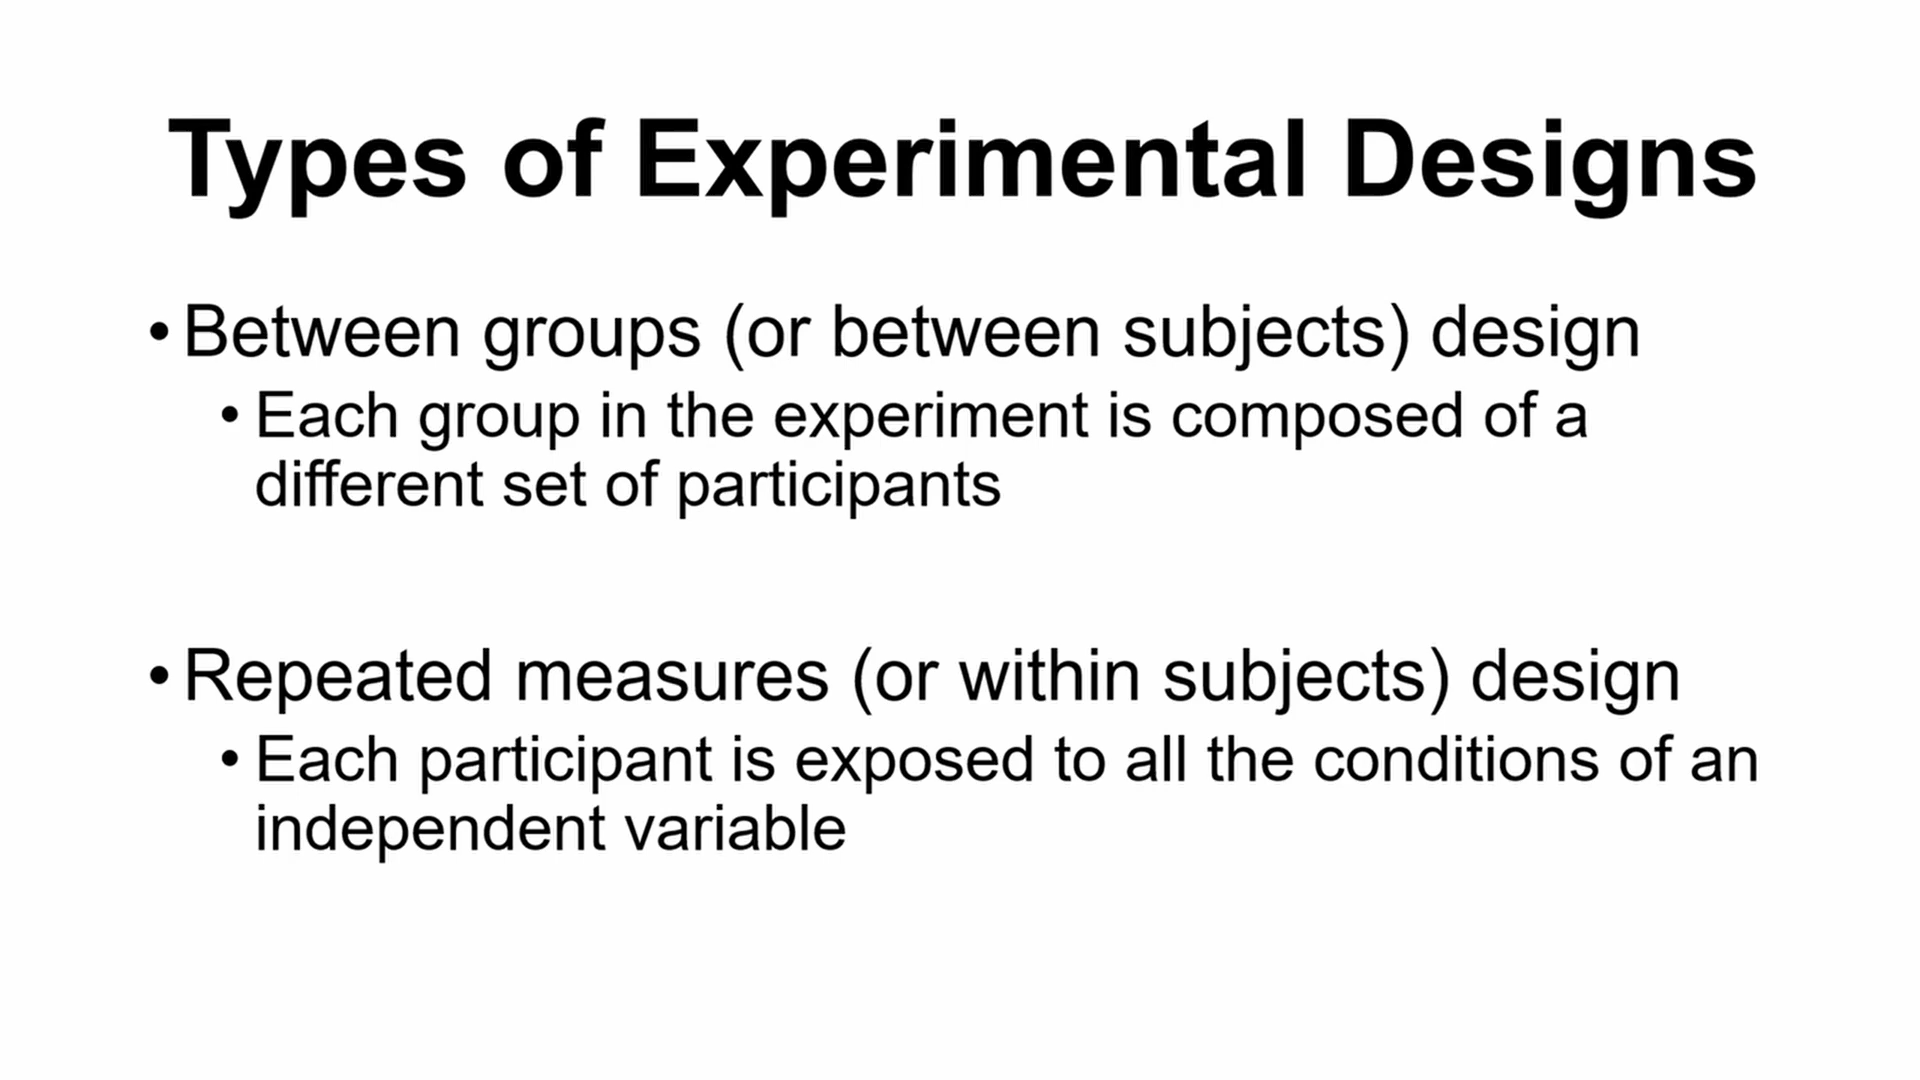 Types of Experimental Designs
• Between groups (or between subjects) design
• Each group in the experiment is composed of a
different set of participants
• Repeated measures (or within subjects) design
• Each participant is exposed to all the conditions of an
independent variable